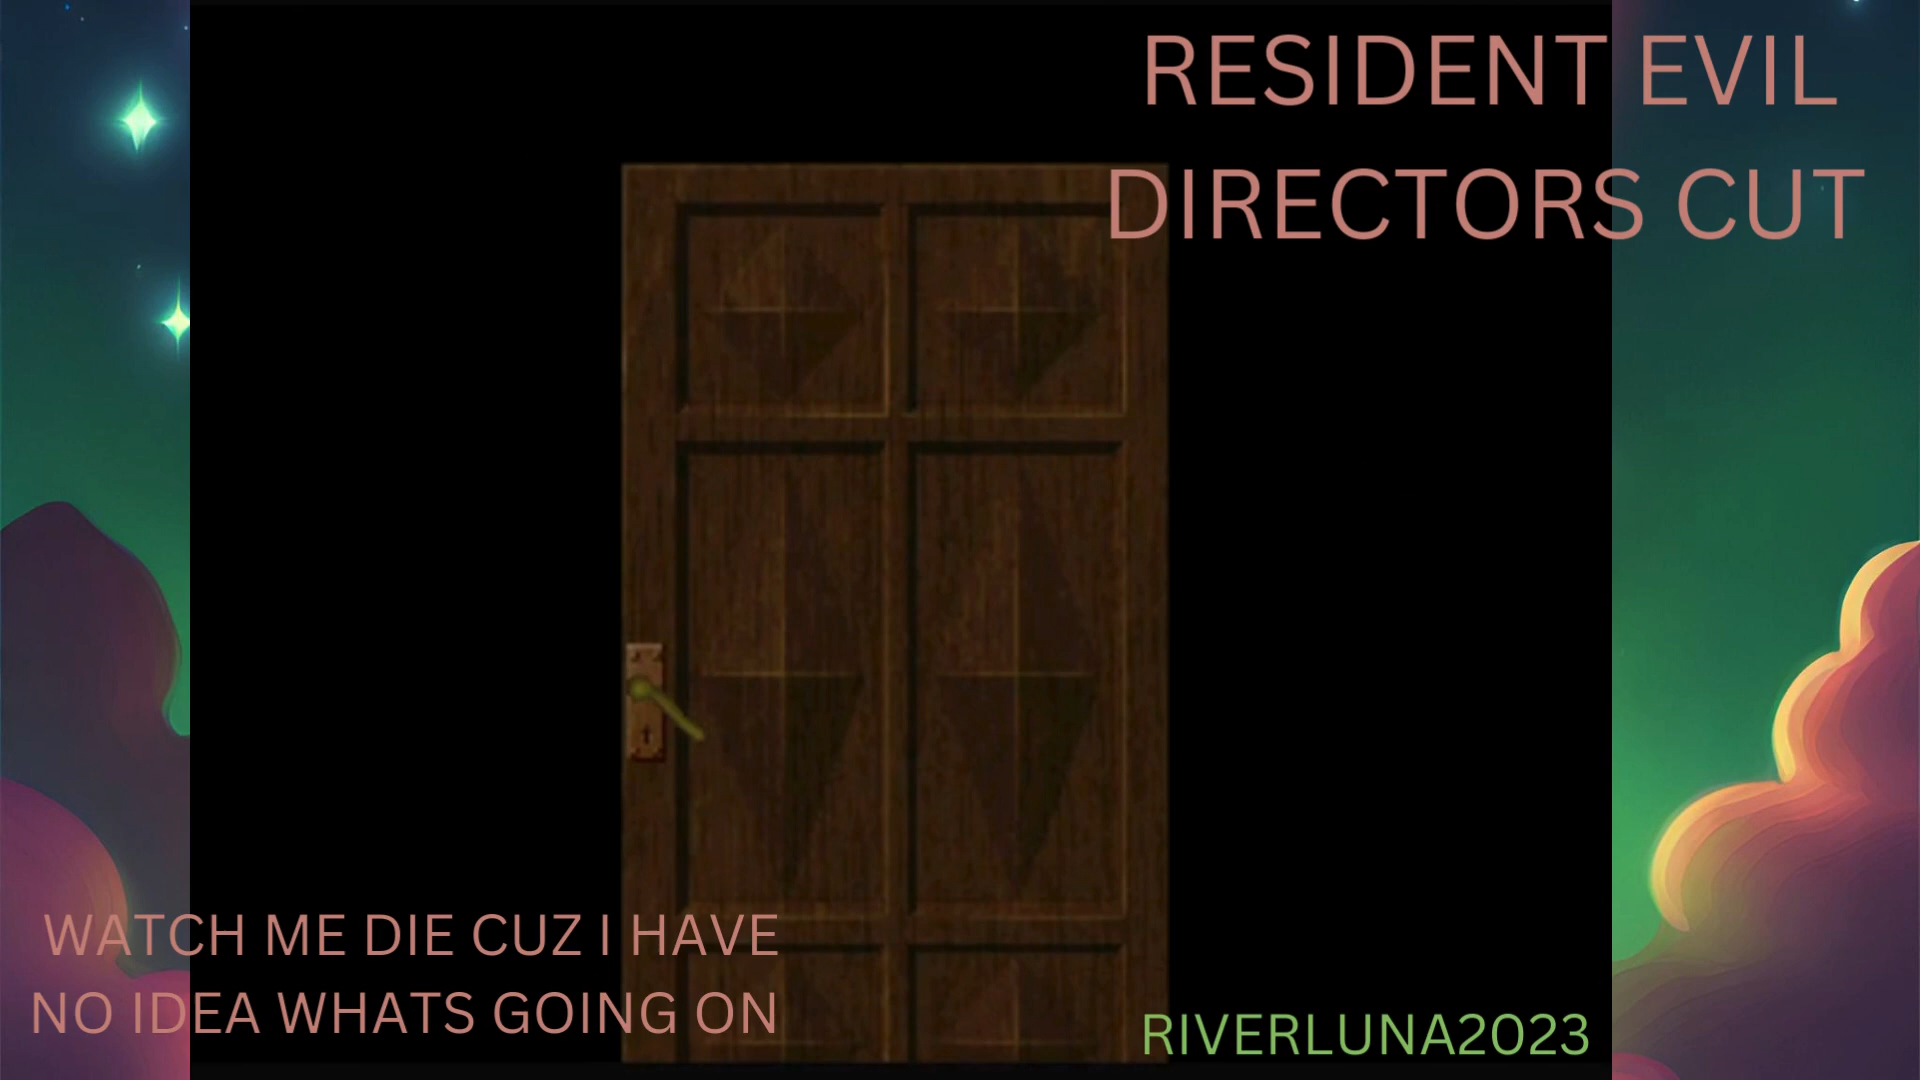 RESIDENT EVIL
DIRECTORS CUT
WATCH ME DIE CUZ I HAVE
NO IDEA WHATS GOING ON
RIVERLUNA2023